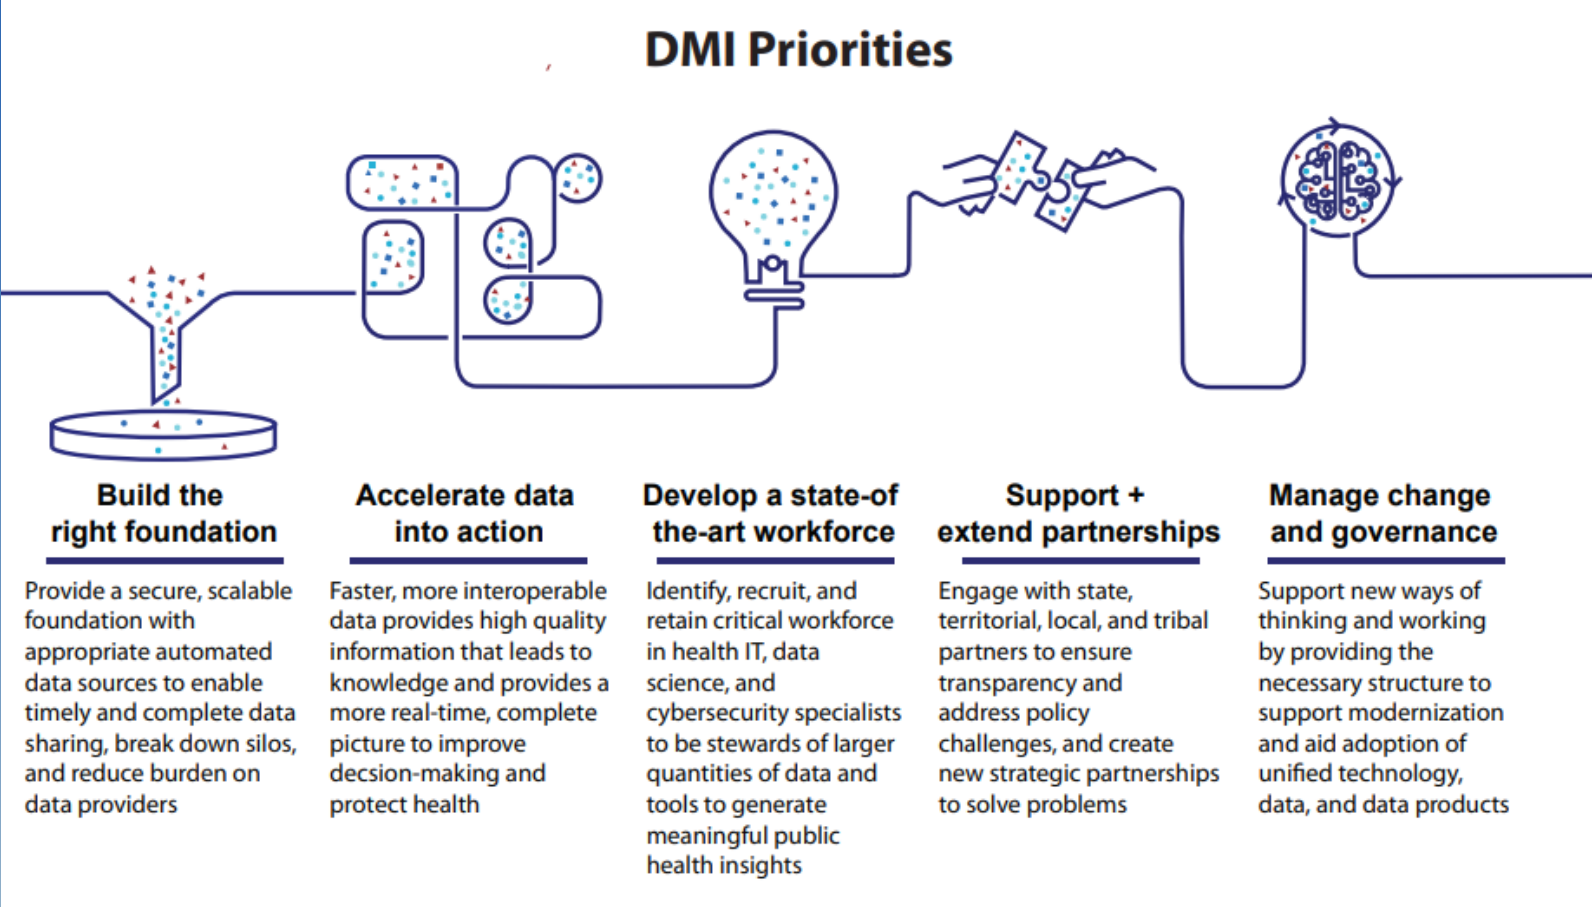 DMI Priorities
Build the
right foundation
Provide a secure, scalable
foundation with
appropriate automated
data sources to enable
timely and complete data
sharing, break down silos,
and reduce burden on
data providers
Accelerate data
into action
Faster, more interoperable
data provides high quality
information that leads to
knowledge and provides a
more real-time, complete
picture to improve
decsion-making and
protect health
Develop a state-of
the-art workforce
Identify, recruit, and
retain critical workforce
in health IT, data
science, and
cybersecurity specialists
to be stewards of larger
quantities of data and
tools to generate
meaningful public
health insights
Support +
extend partnerships
Engage with state,
territorial, local, and tribal
partners to ensure
transparency and
address policy
challenges, and create
new strategic partnerships
to solve problems
Manage change
and governance
Support new ways of
thinking and working
by providing the
necessary structure to
support modernization
and aid adoption of
unified technology,
data, and data products